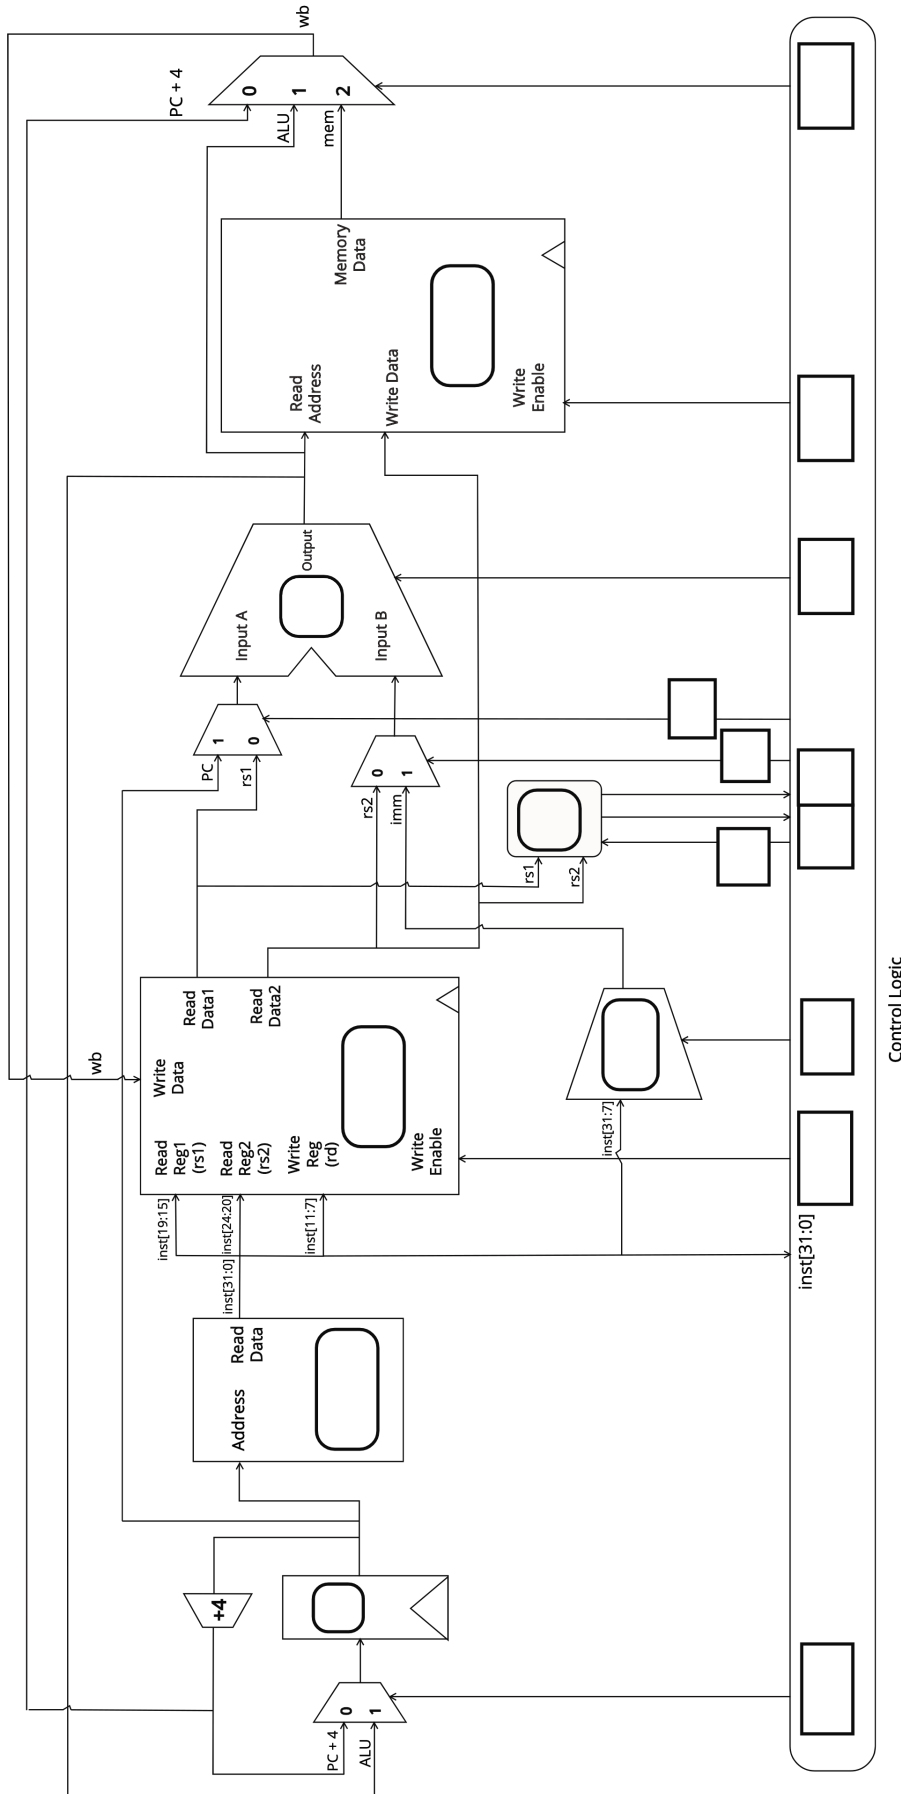 PC + 4
ALU
0
1
+4
Address
Read
Data
inst[31:0]
inst[19:15]
inst[24:20]
inst[11:7]
Read
Reg1
(rs1)
Read
Reg2
(rs2)
Write
Reg
(rd)
Write
Enable
Write
Data
wb
Read
Data1
Read
Data2
inst[31:7]
rs1
rs2
PC
rs1
1
0
rs2
imm
0
1
Input A
Input B
Output
Read
Address
Write Data
Write
Enable
Memory
Data
PC + 4
ALU
mem
0
1
2
wb
inst[31:0]
Control Logic